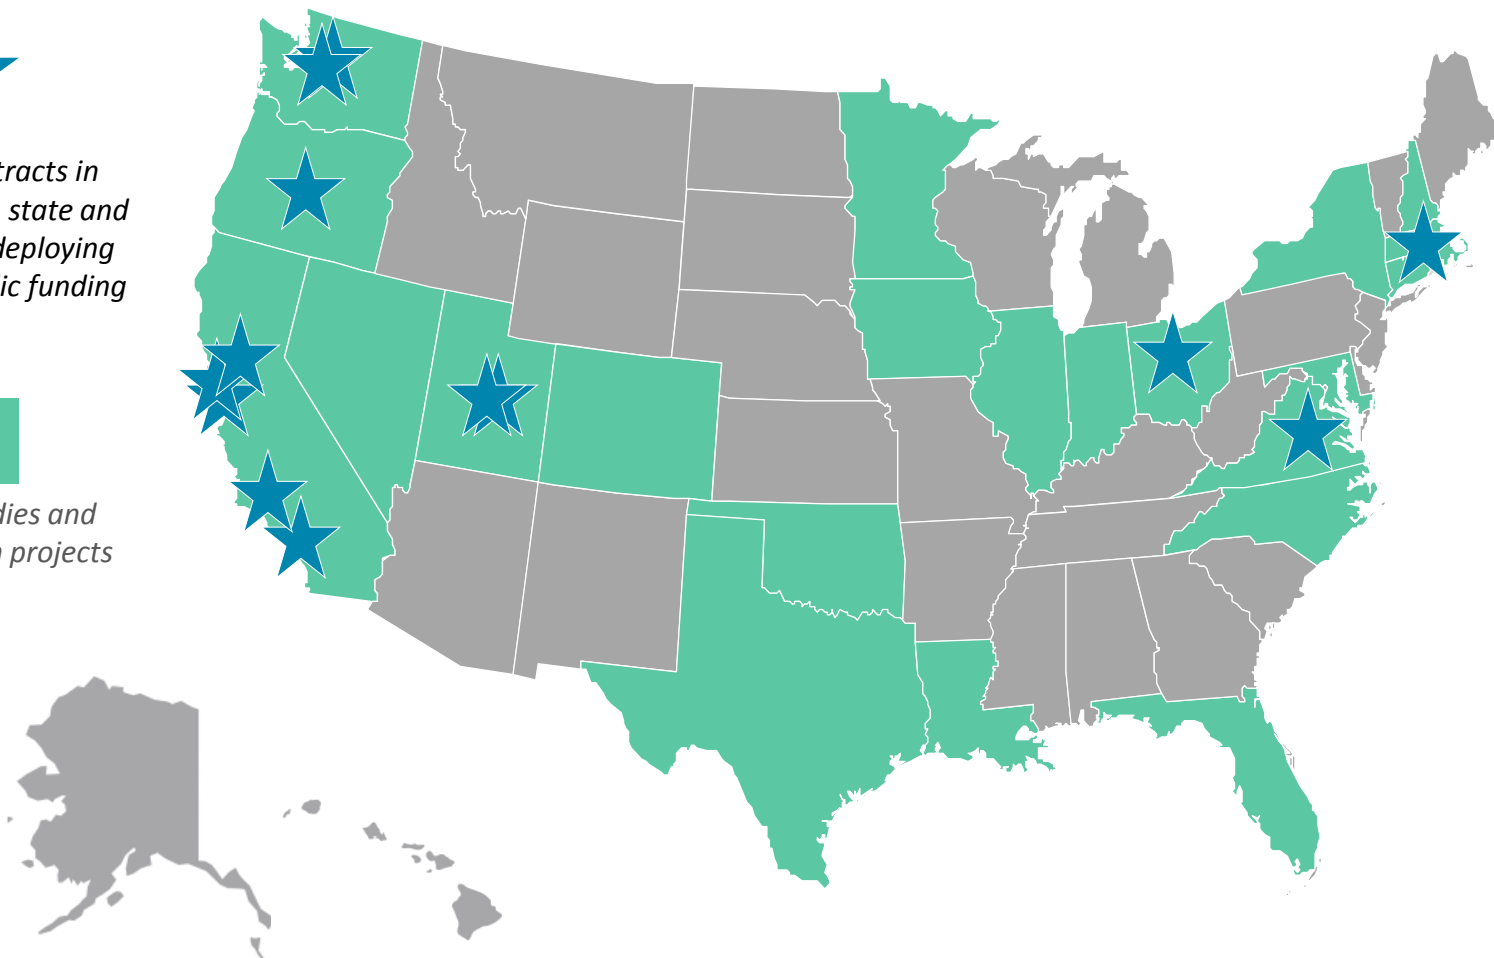 tracts in
state and
deploying
ic funding
dies and
n projects